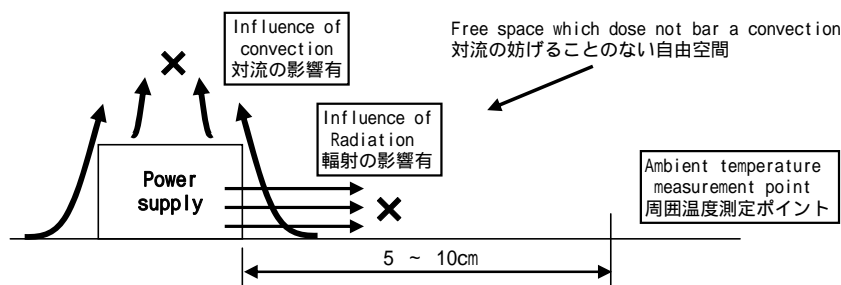 Influence of
convection
対流の影響有
Free space which dose not bar a convection
対流の妨げることのない自由空間
Influence of
Radiation
輻射の影響有
Power
supply
Ambient temperature
measurement point
周囲温度測定ポイント
5 ~ 10cm